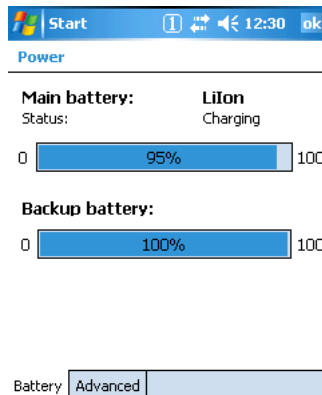 Start 1 12:30 ok
Power
Main battery: LiIon
Status: Charging
0 95% 100
Backup battery:
0 100% 100
Battery Advanced